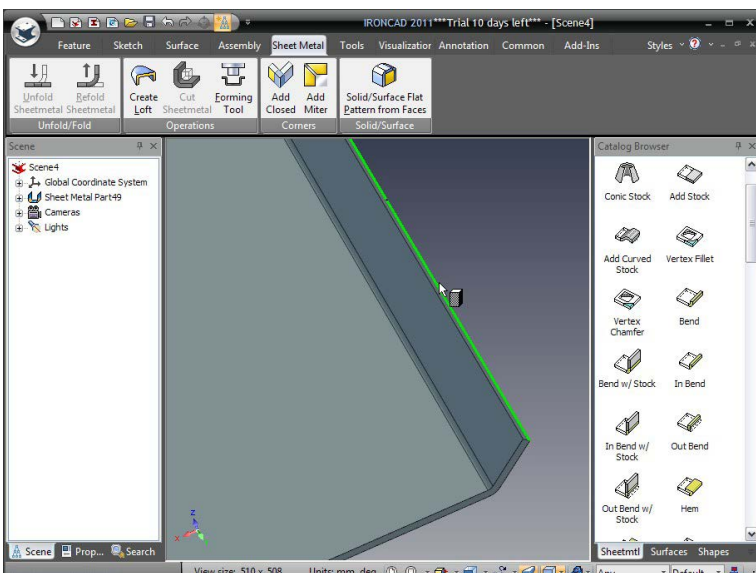 IRONCAD 2011***Trial 10 days left*** - [Scene4]
Feature Sketch Surface Assembly Sheet Metal Tools Visualization Annotation Common Add-Ins Styles
Unfold Sheetmetal
Refold Sheetmetal
Create Loft
Cut Sheetmetal
Forming Tool
Add Closed
Add Miter
Solid/Surface Flat Pattern from Faces
Unfold/Fold Operations Corners Solid/Surface
Scene
Scene4
Global Coordinate System
Sheet Metal Part49
Cameras
Lights
Catalog Browser
Conic Stock Add Stock
Add Curved Stock
Vertex Fillet
Vertex Chamfer
Bend
Bend w/ Stock In Bend
In Bend w/ Stock
Out Bend
Out Bend w/ Stock
Hem
z
x
Scene Prop... Search
Sheetmtl Surfaces Shapes
View size: 510 x 508 Units: mm, deg Any Default